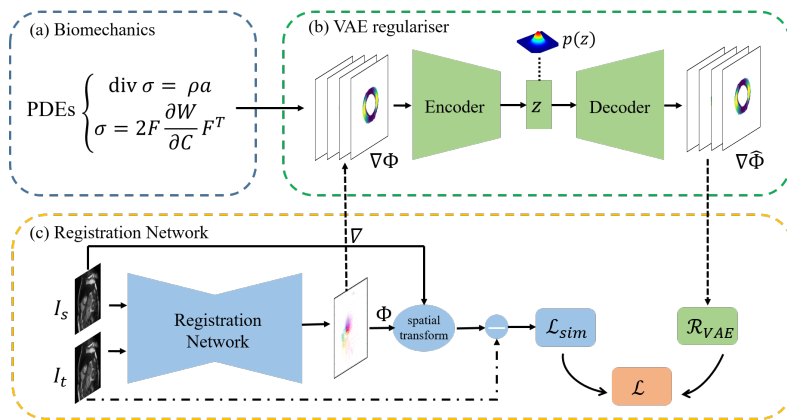 (a) Biomechanics
PDEs
div σ = ρa
σ = 2F ∂W/∂C F^T
(b) VAE regulariser
p(z)
∇Φ
Encoder
z
Decoder
∇Φ̂
(c) Registration Network
∇
I_s
I_t
Registration
Network
Φ
spatial
transform
—
ℒ_sim
ℛ_VAE
ℒ